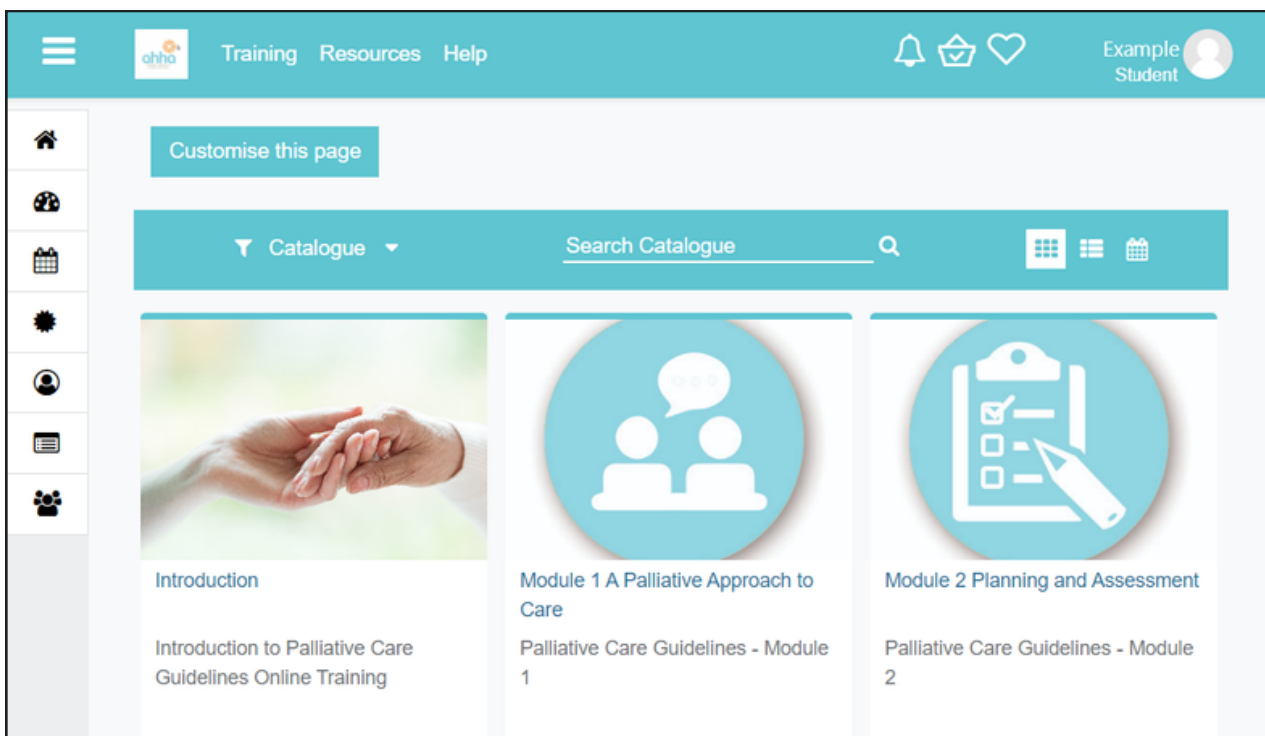 ahha
Training Resources Help
Example
Student
Customise this page
Catalogue
Search Catalogue
Introduction
Introduction to Palliative Care
Guidelines Online Training
Module 1 A Palliative Approach to
Care
Palliative Care Guidelines - Module
1
Module 2 Planning and Assessment
Palliative Care Guidelines - Module
2